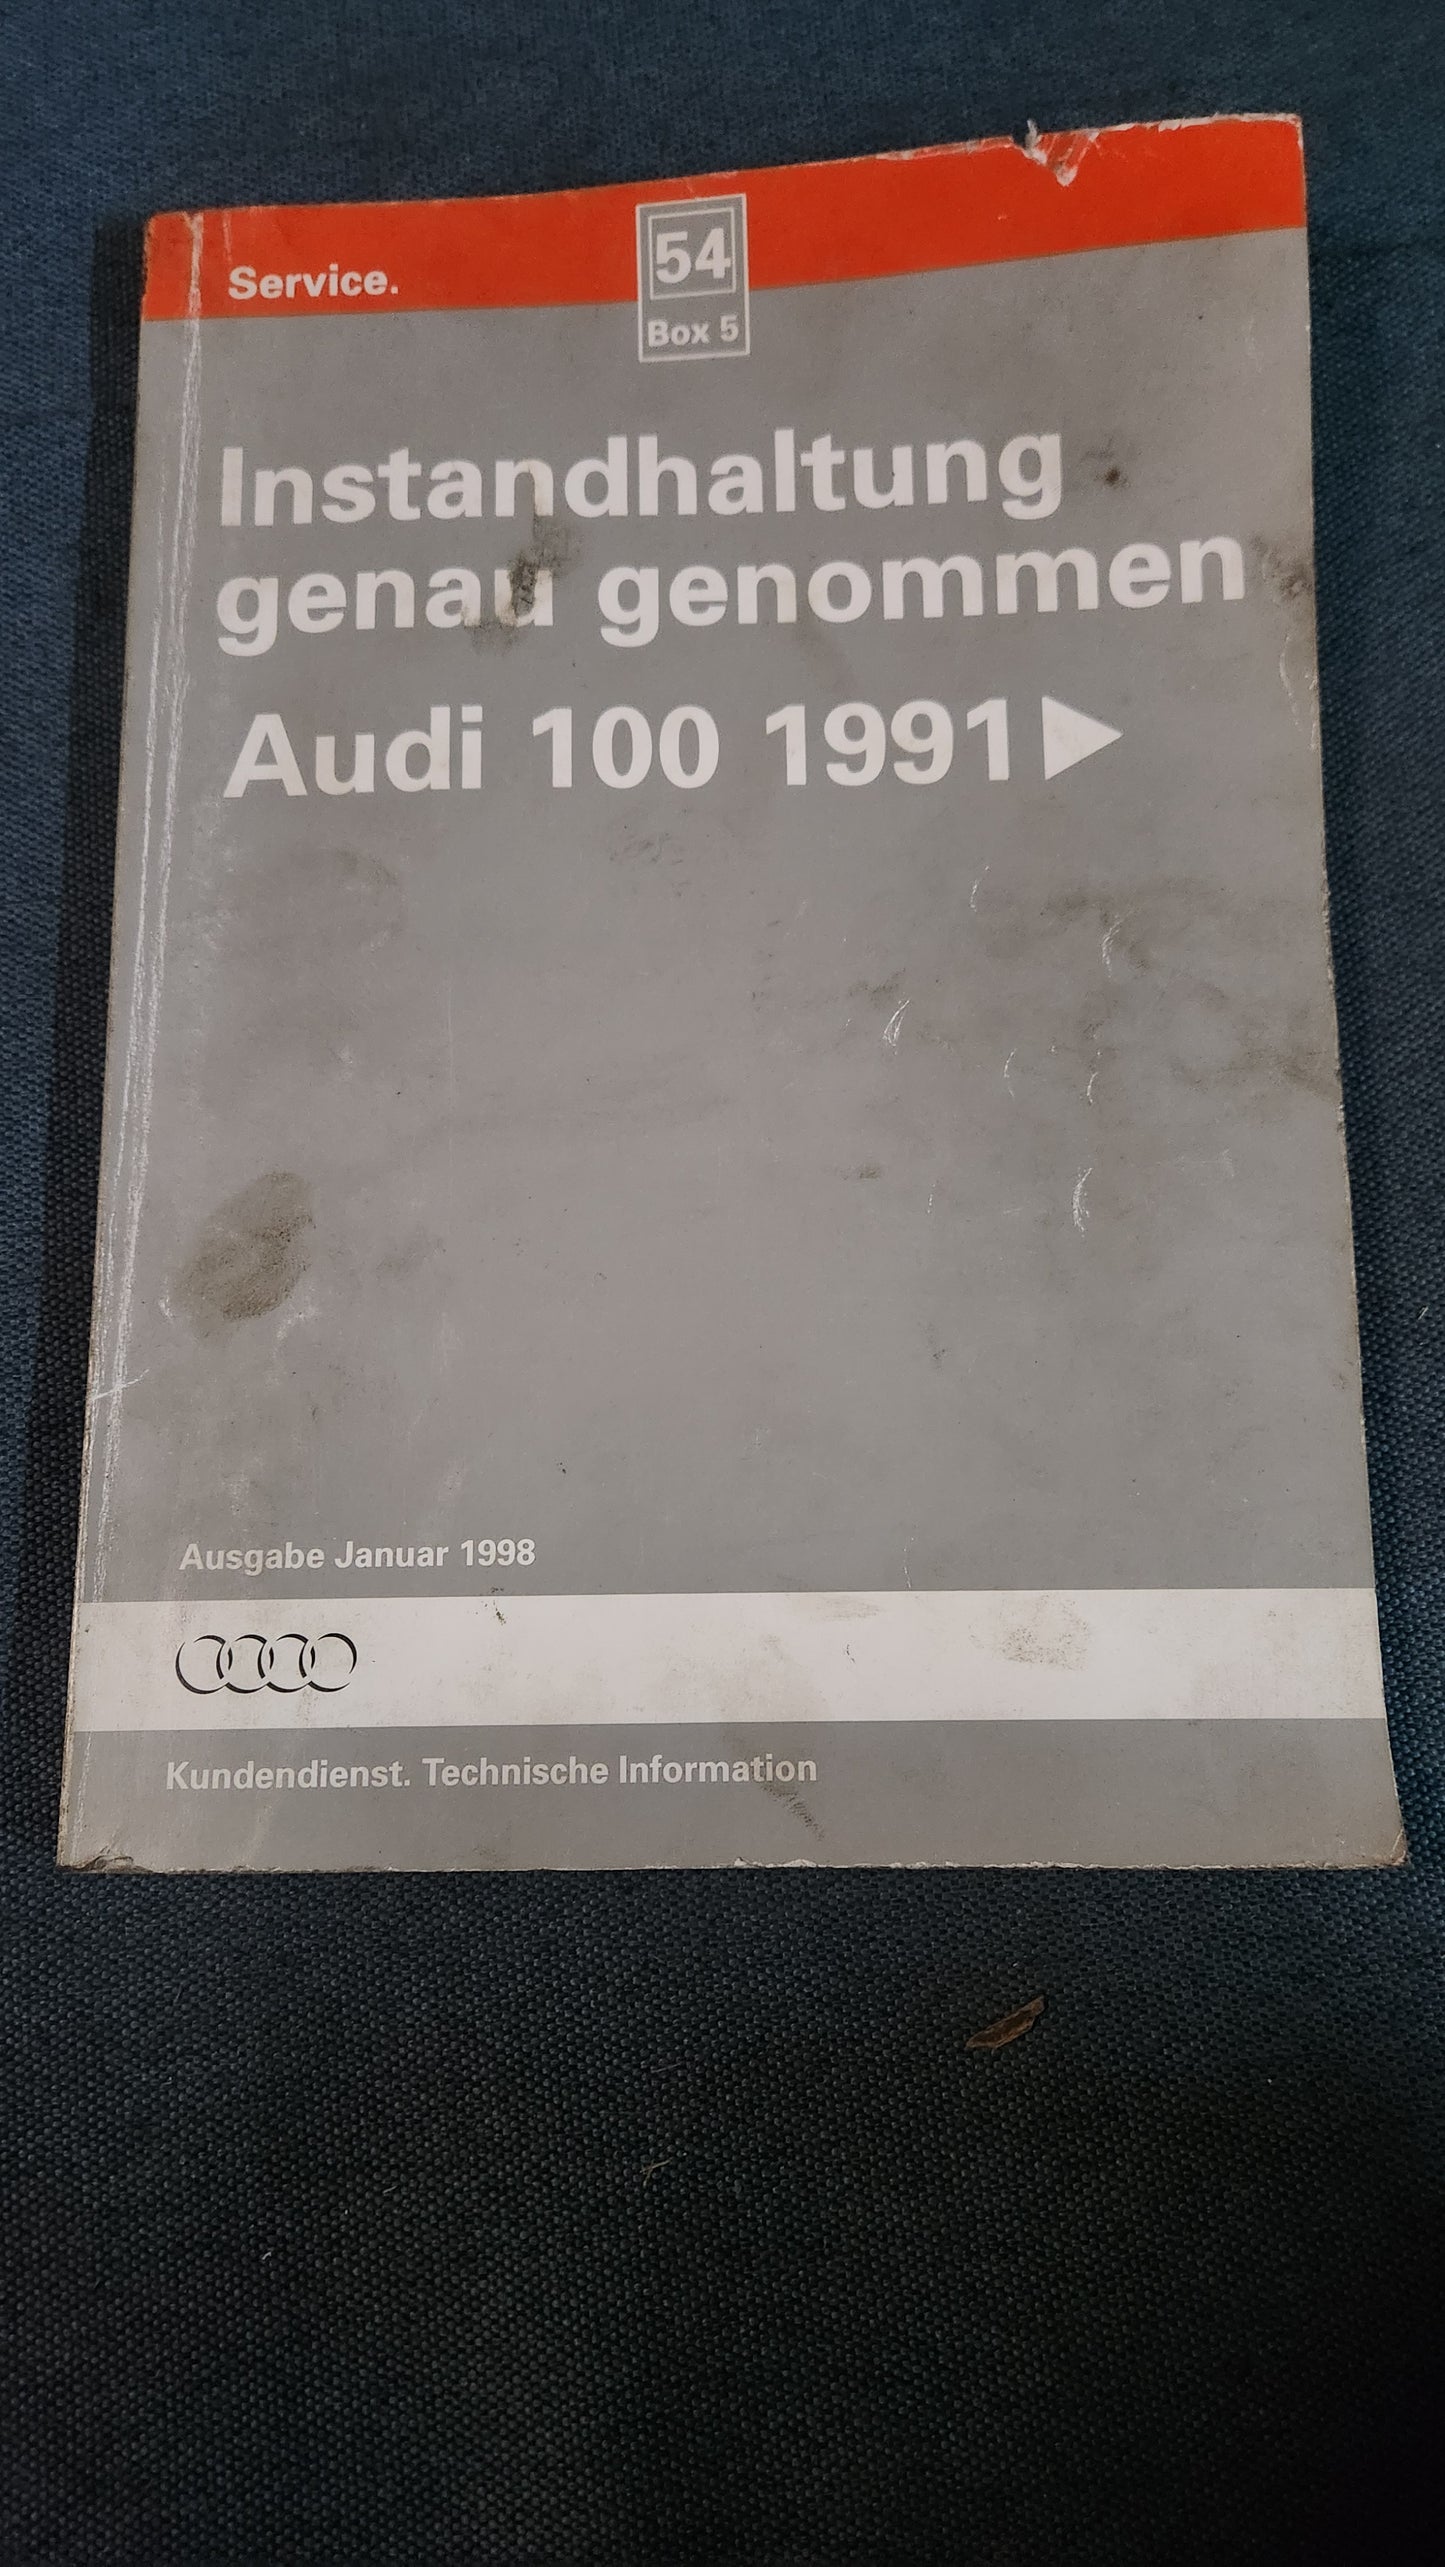 Service.
54
Box 5
Instandhaltung
genau genommen
Audi 100 1991▶
Ausgabe Januar 1998
Kundendienst. Technische Information